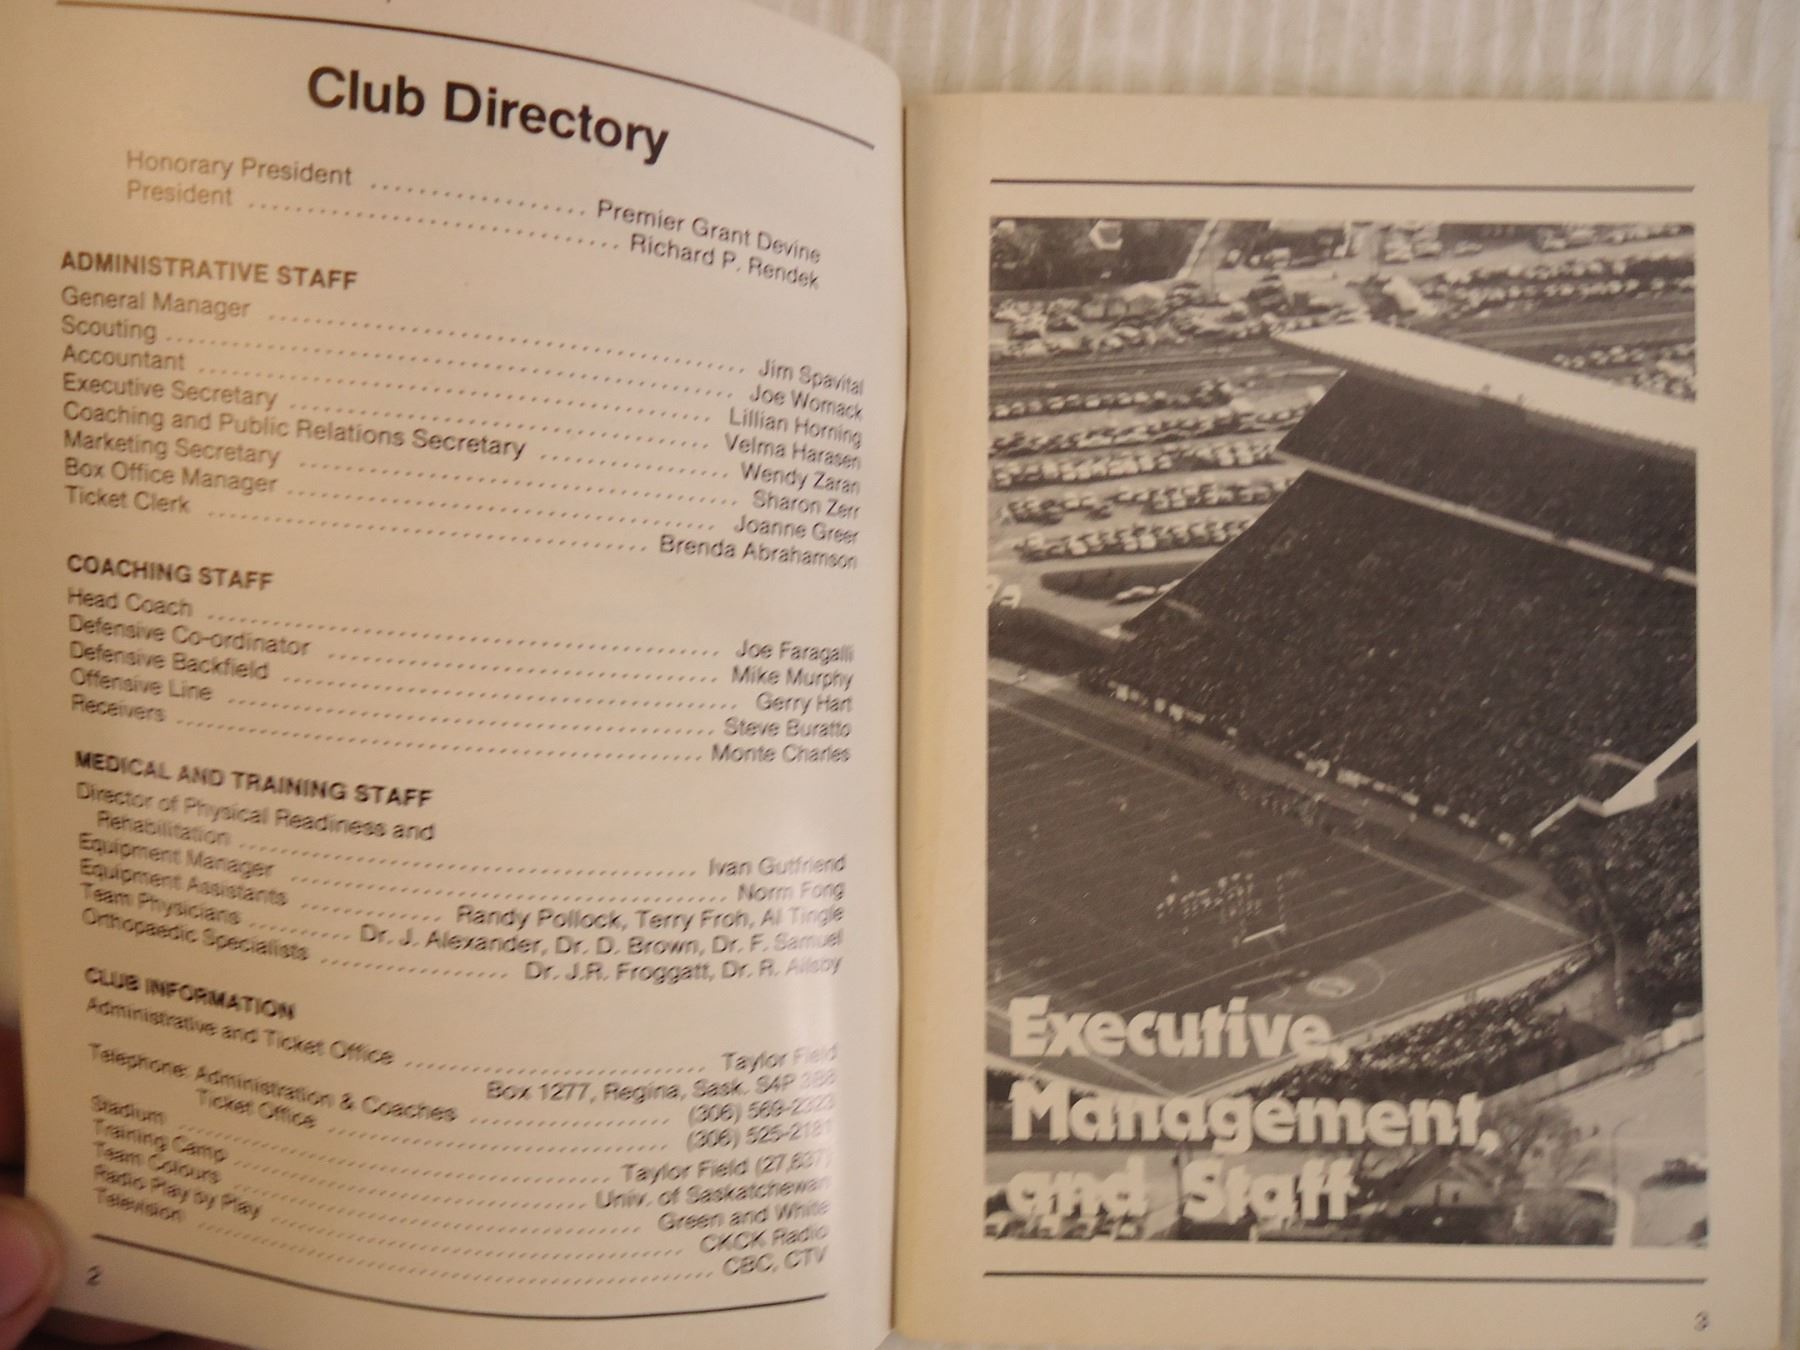 Club Directory
Honorary President ................ Premier Grant Devine
President ................ Richard P. Rendek
ADMINISTRATIVE STAFF
General Manager ................ Jim Spavital
Scouting ................ Joe Womack
Accountant ................ Lillian Horning
Executive Secretary ................ Velma Harasen
Coaching and Public Relations Secretary ................ Wendy Zaran
Marketing Secretary ................ Sharon Zerr
Box Office Manager ................ Joanne Greer
Ticket Clerk ................ Brenda Abrahamson
COACHING STAFF
Head Coach ................ Joe Faragalli
Defensive Co-ordinator ................ Mike Murphy
Defensive Backfield ................ Gerry Hart
Offensive Line ................ Steve Buratto
Receivers ................ Monte Charles
MEDICAL AND TRAINING STAFF
Director of Physical Readiness and
Rehabilitation ................ Ivan Gutfriend
Equipment Manager ................ Norm Fong
Equipment Assistants ............ Randy Pollock, Terry Froh, Al Tingle
Team Physicians ......... Dr. J. Alexander, Dr. D. Brown, Dr. F. Samuel
Orthopaedic Specialists ................ Dr. J.R. Froggatt, Dr. R. Ailsby
CLUB INFORMATION
Administrative and Ticket Office ................ Taylor Field
Box 1277, Regina, Sask. S4P
Telephone: Administration & Coaches ................ (306) 569-2323
Ticket Office ................ (306) 525-2181
Stadium ................ Taylor Field
Training Camp ................ Univ. of Saskatchewan
Team Colours ................ Green and White
Radio Play by Play ................ CKCK Radio
Television ................ CBC, CTV
2
Executive,
Management,
and Staff
3